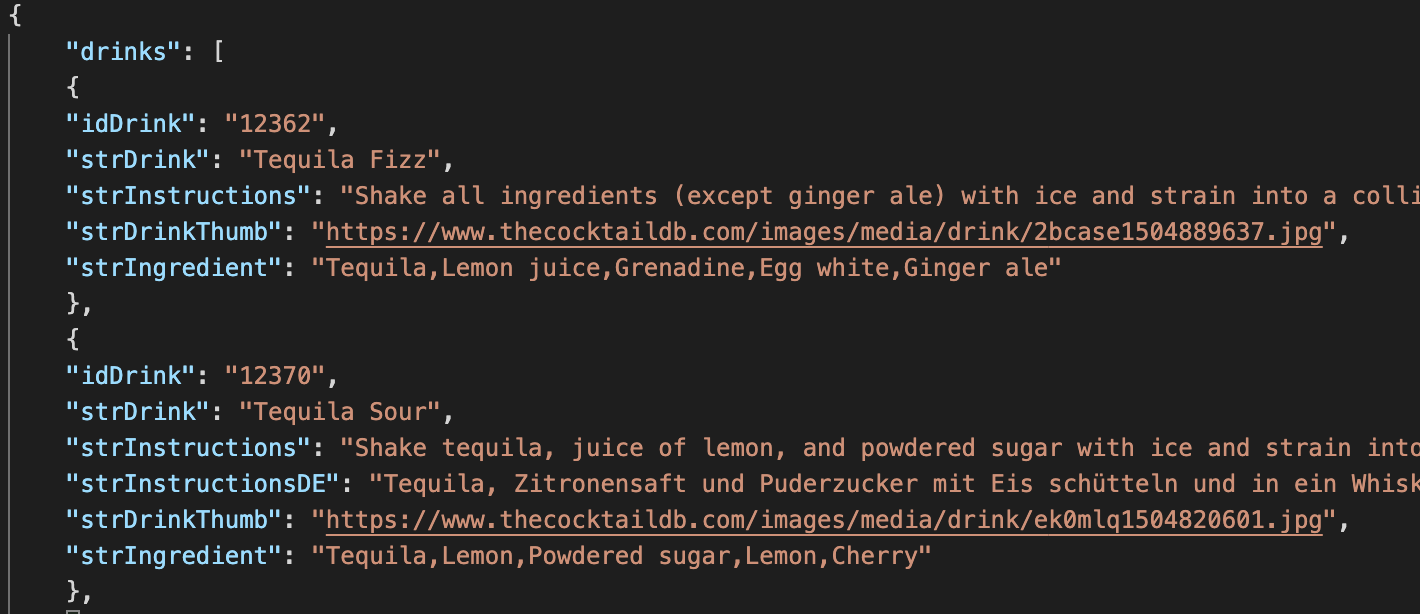 {
"drinks": [
{
"idDrink": "12362",
"strDrink": "Tequila Fizz",
"strInstructions": "Shake all ingredients (except ginger ale) with ice and strain into a colli
"strDrinkThumb": "https://www.thecocktaildb.com/images/media/drink/2bcase1504889637.jpg",
"strIngredient": "Tequila,Lemon juice,Grenadine,Egg white,Ginger ale"
},
{
"idDrink": "12370",
"strDrink": "Tequila Sour",
"strInstructions": "Shake tequila, juice of lemon, and powdered sugar with ice and strain into
"strInstructionsDE": "Tequila, Zitronensaft und Puderzucker mit Eis schütteln und in ein Whisk
"strDrinkThumb": "https://www.thecocktaildb.com/images/media/drink/ek0mlq1504820601.jpg",
"strIngredient": "Tequila,Lemon,Powdered sugar,Lemon,Cherry"
},